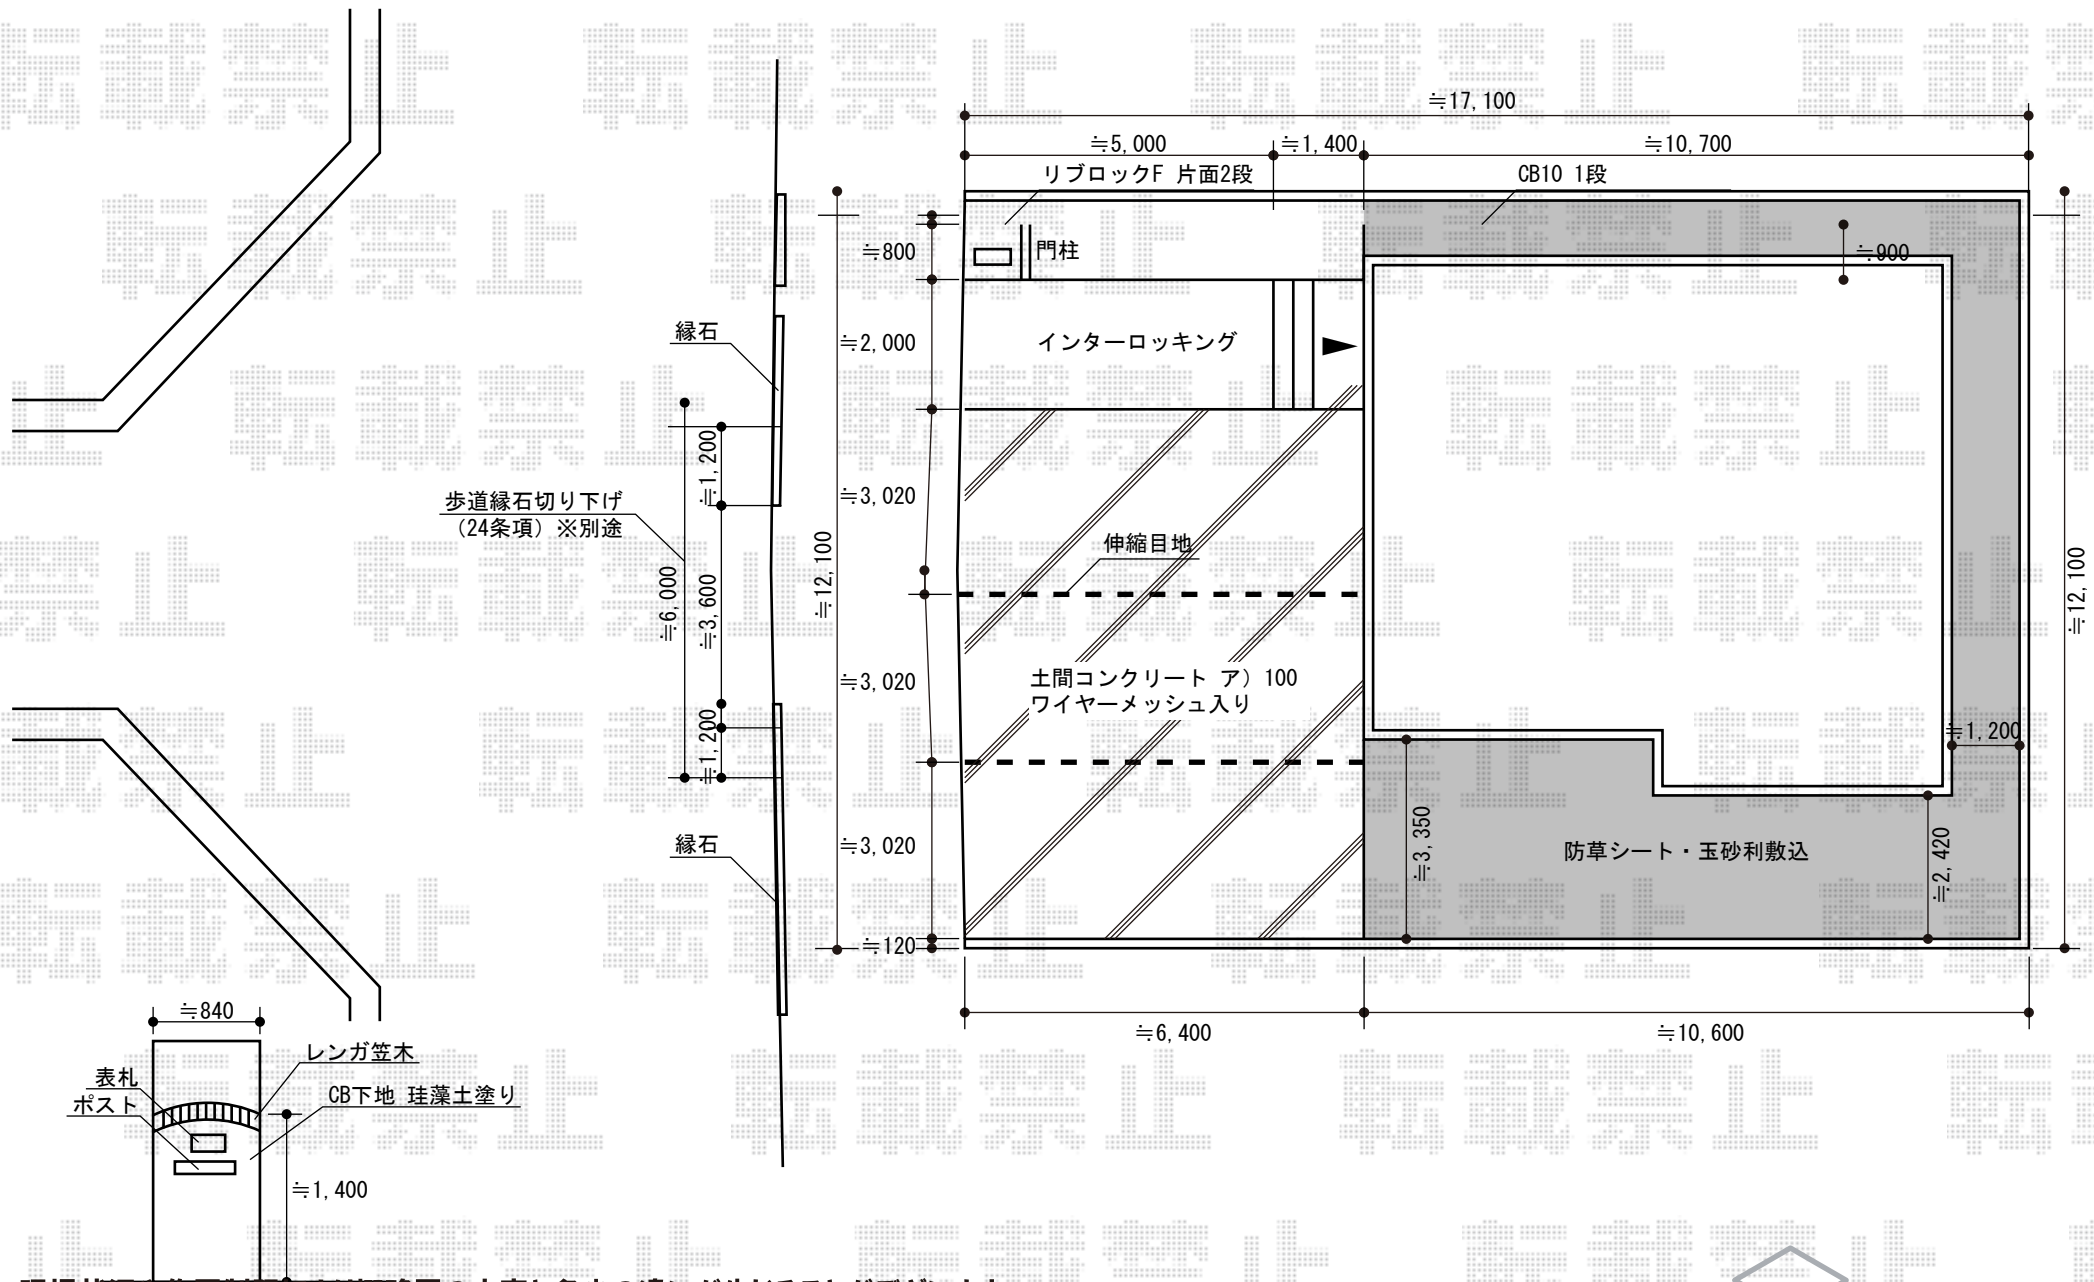 ≒17,100
≒5,000
≒1,400
≒10,700
リブロックF 片面2段
CB10 1段
≒800
門柱
≒900
縁石
≒2,000
インターロッキング
≒1,200
≒3,020
歩道縁石切り下げ
(24条項)※別途
伸縮目地
≒12,100
≒6,000
≒3,600
≒12,100
≒3,020
土間コンクリート ア)100
ワイヤーメッシュ入り
≒1,200
≒1,200
縁石
≒3,020
≒3,350
防草シート・玉砂利敷込
≒2,420
≒120
≒6,400
≒10,600
≒840
レンガ笠木
表札
CB下地 珪藻土塗り
ポスト
≒1,400
転載禁止